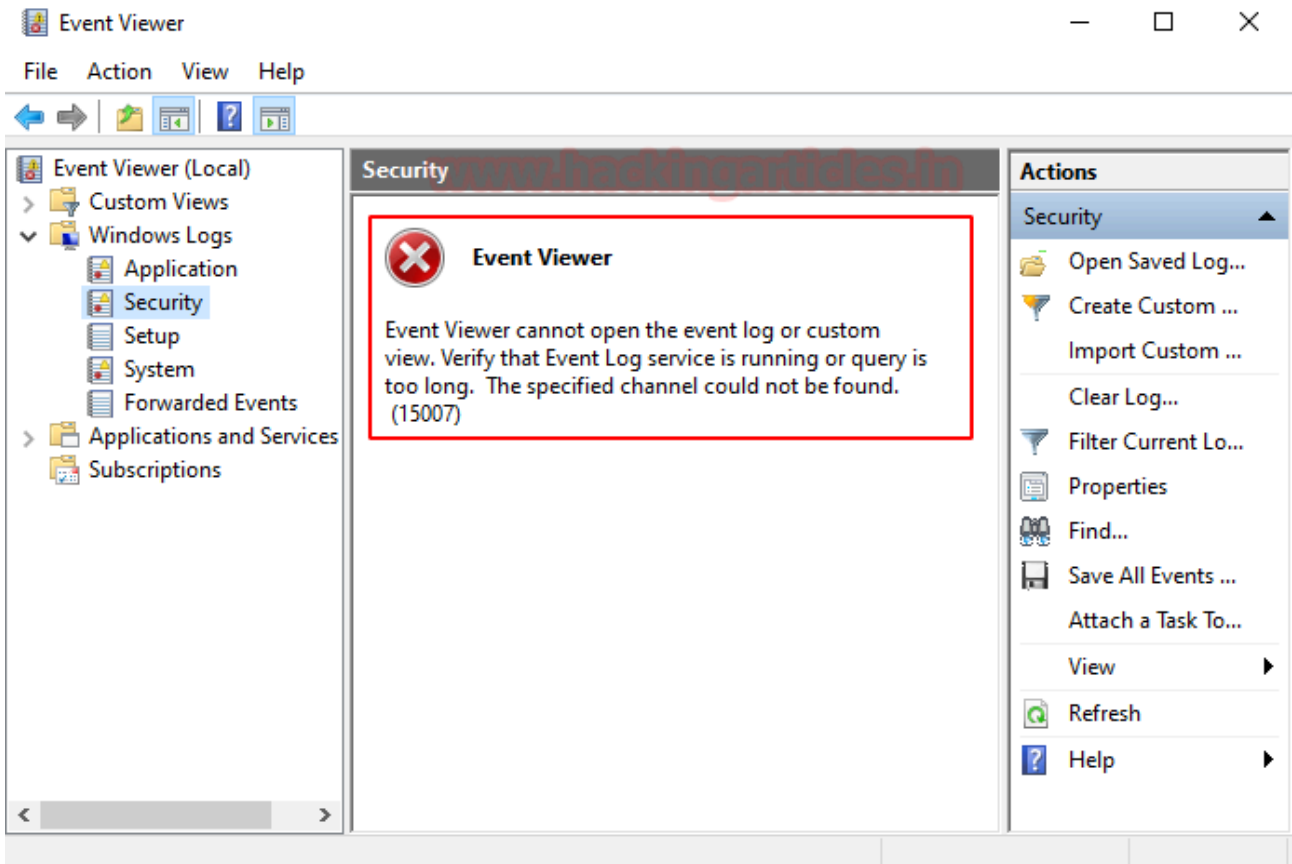 Event Viewer
File Action View Help
Event Viewer (Local)
Custom Views
Windows Logs
Application
Security
Setup
System
Forwarded Events
Applications and Services
Subscriptions
Security
www.hackingarticles.in
Event Viewer
Event Viewer cannot open the event log or custom
view. Verify that Event Log service is running or query is
too long.  The specified channel could not be found.
(15007)
Actions
Security
Open Saved Log...
Create Custom ...
Import Custom ...
Clear Log...
Filter Current Lo...
Properties
Find...
Save All Events ...
Attach a Task To...
View
Refresh
Help